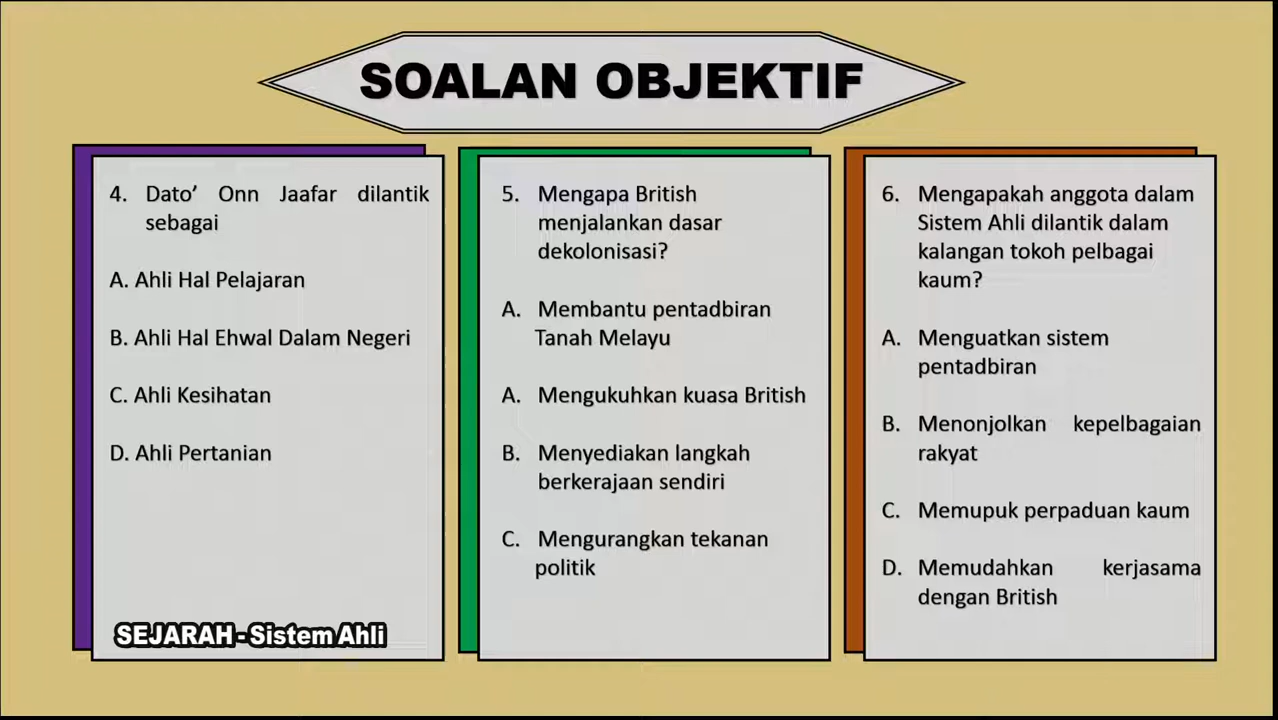 SOALAN OBJEKTIF
4. Dato’ Onn Jaafar dilantik
sebagai
A. Ahli Hal Pelajaran
B. Ahli Hal Ehwal Dalam Negeri
C. Ahli Kesihatan
D. Ahli Pertanian
SEJARAH - Sistem Ahli
5. Mengapa British
menjalankan dasar
dekolonisasi?
A. Membantu pentadbiran
Tanah Melayu
A. Mengukuhkan kuasa British
B. Menyediakan langkah
berkerajaan sendiri
C. Mengurangkan tekanan
politik
6. Mengapakah anggota dalam
Sistem Ahli dilantik dalam
kalangan tokoh pelbagai
kaum?
A. Menguatkan sistem
pentadbiran
B. Menonjolkan kepelbagaian
rakyat
C. Memupuk perpaduan kaum
D. Memudahkan kerjasama
dengan British